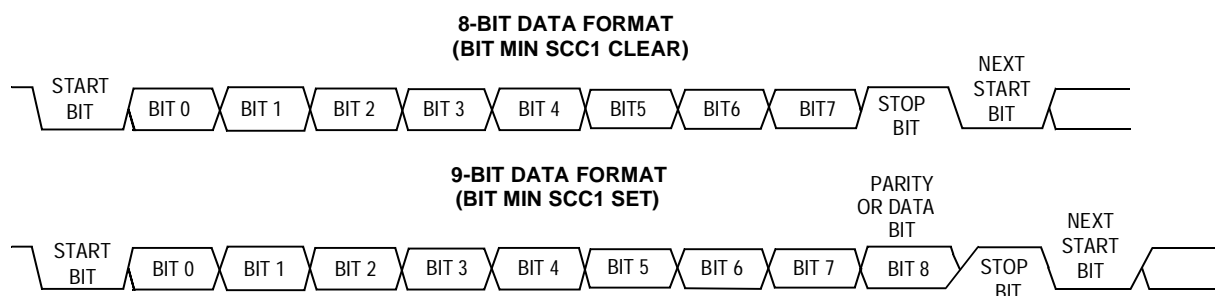 8-BIT DATA FORMAT
(BIT MIN SCC1 CLEAR)
START
BIT
BIT 0
BIT 1
BIT 2
BIT 3
BIT 4
BIT5
BIT6
BIT7
STOP
BIT
NEXT
START
BIT
9-BIT DATA FORMAT
(BIT MIN SCC1 SET)
START
BIT
BIT 0
BIT 1
BIT 2
BIT 3
BIT 4
BIT 5
BIT 6
BIT 7
PARITY
OR DATA
BIT
BIT 8
STOP
BIT
NEXT
START
BIT